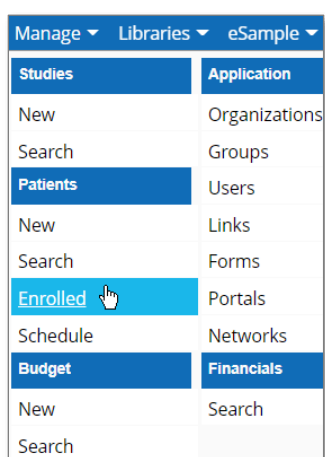 Manage Libraries eSample
Studies
New
Search
Patients
New
Search
Enrolled
Schedule
Budget
New
Search
Application
Organizations
Groups
Users
Links
Forms
Portals
Networks
Financials
Search